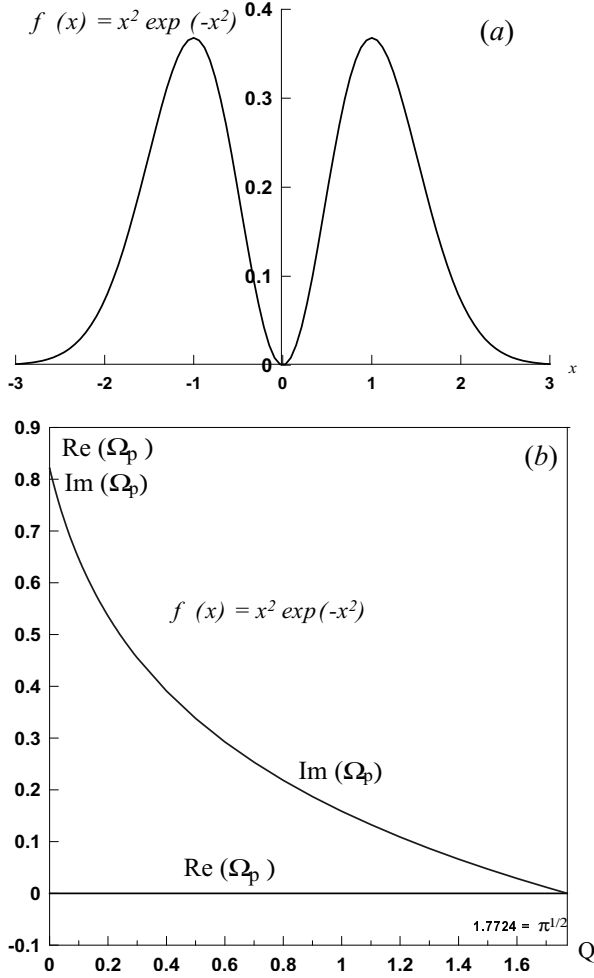 f (x) = x² exp (-x²)
0.4
(a)
0.3
0.2
0.1
0
-3 -2 -1 0 1 2 3 x
0.9
Re (Ωp )
(b)
0.8
Im (Ωp)
0.7
0.6
f (x) = x² exp (-x²)
0.5
0.4
0.3
Im (Ωp)
0.2
0.1
Re (Ωp )
0
1.7724 = π1/2
-0.1
0 0.2 0.4 0.6 0.8 1 1.2 1.4 1.6 Q